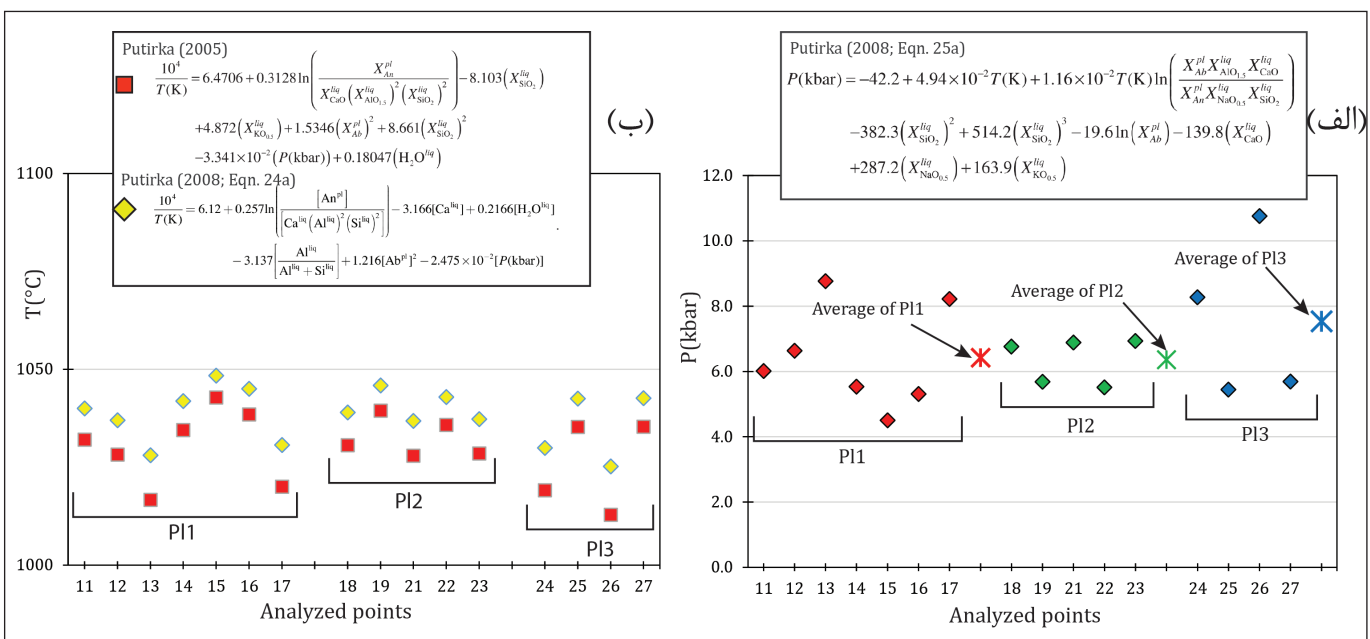 Putirka (2005)
10⁴/T(K) = 6.4706 + 0.3128 ln( X_An^pl / ( X_CaO^liq (X_AlO1.5^liq)² (X_SiO2^liq)² ) ) − 8.103(X_SiO2^liq)
+4.872(X_KO0.5^liq) + 1.5346(X_Ab^pl)² + 8.661(X_SiO2^liq)²
−3.341×10⁻²(P(kbar)) + 0.18047(H₂O^liq)
Putirka (2008; Eqn. 24a)
10⁴/T(K) = 6.12 + 0.257ln( [An^pl] / [Ca^liq (Al^liq)² (Si^liq)²] ) − 3.166[Ca^liq] + 0.2166[H₂O^liq]
− 3.137[ Al^liq / (Al^liq + Si^liq) ] + 1.216[Ab^pl]² − 2.475×10⁻²[P(kbar)]
(ب)
T(°C)
1100
1050
1000
Pl1
Pl2
Pl3
11 12 13 14 15 16 17 18 19 21 22 23 24 25 26 27
Analyzed points
Putirka (2008; Eqn. 25a)
P(kbar) = −42.2 + 4.94×10⁻² T(K) + 1.16×10⁻² T(K) ln( X_Ab^pl X_AlO1.5^liq X_CaO^liq / ( X_An^pl X_NaO0.5^liq X_SiO2^liq ) )
−382.3(X_SiO2^liq)² + 514.2(X_SiO2^liq)³ − 19.6 ln(X_Ab^pl) − 139.8(X_CaO^liq)
+287.2(X_NaO0.5^liq) + 163.9(X_KO0.5^liq)
(الف)
P(kbar)
12.0
10.0
8.0
6.0
4.0
2.0
0.0
Average of Pl1
Average of Pl2
Average of Pl3
Pl1
Pl2
Pl3
11 12 13 14 15 16 17 18 19 21 22 23 24 25 26 27
Analyzed points